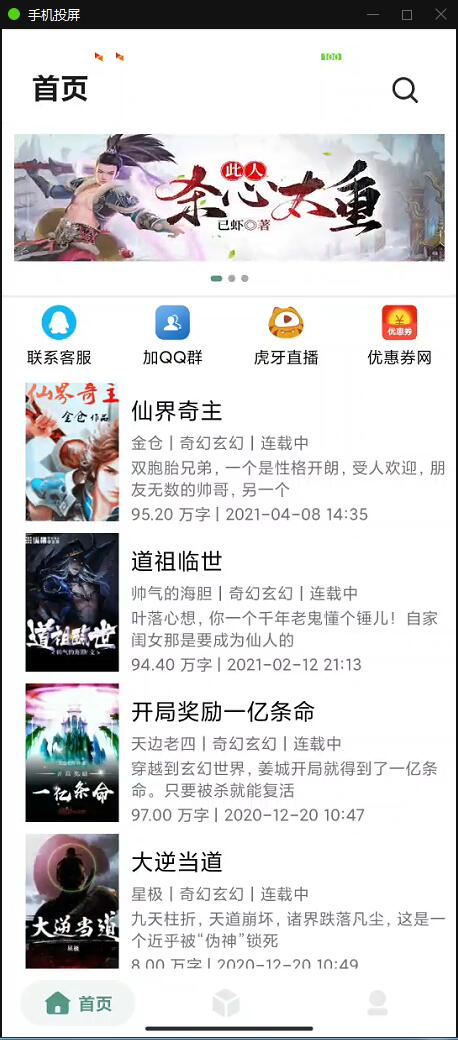 手机投屏
100
首页
此人
杀心太重
已虾◎著
联系客服
加QQ群
虎牙直播
优惠券
优惠券网
仙界奇主
金仓作品
仙界奇主
金仓 | 奇幻玄幻 | 连载中
双胞胎兄弟，一个是性格开朗，受人欢迎，朋
友无数的帅哥，另一个
95.20 万字 | 2021-04-08 14:35
道祖临世
道祖临世
帅气的海胆 | 奇幻玄幻 | 连载中
叶落心想，你一个千年老鬼懂个锤儿！自家
闺女那是要成为仙人的
94.40 万字 | 2021-02-12 21:13
开局奖励
一亿条命
开局奖励一亿条命
天边老四 | 奇幻玄幻 | 连载中
穿越到玄幻世界，姜城开局就得到了一亿条
命。只要被杀就能复活
97.00 万字 | 2020-12-20 10:47
大逆当道
星极
大逆当道
星极 | 奇幻玄幻 | 连载中
九天柱折，天道崩坏，诸界跌落凡尘，这是一
个近乎被“伪神”锁死
8.00 万字 | 2020-12-20 10:49
首页